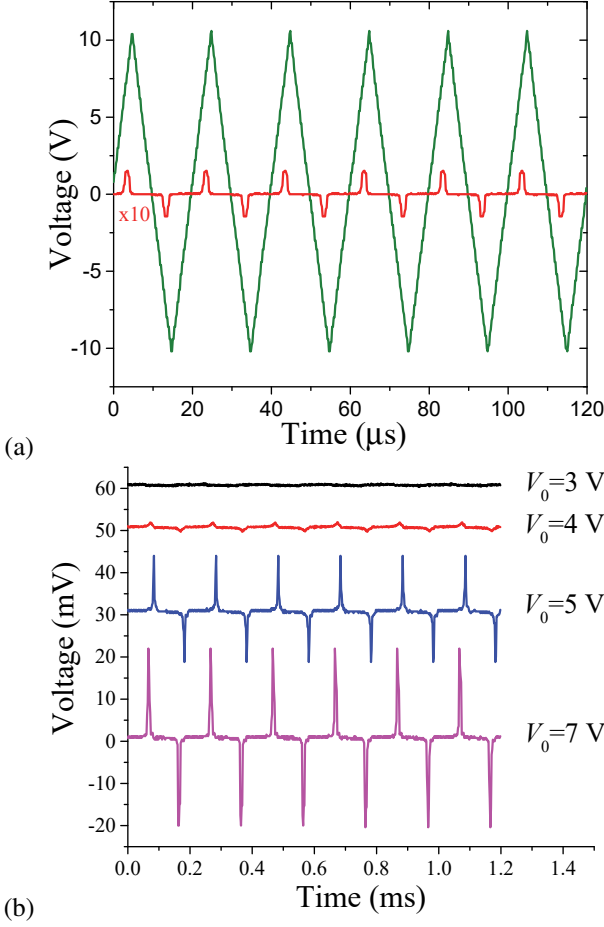 10
5
0
-5
-10
Voltage (V)
x10
0 20 40 60 80 100 120
Time (μs)
(a)
60
50
40
30
20
10
0
-10
-20
Voltage (mV)
V0=3 V
V0=4 V
V0=5 V
V0=7 V
0.0 0.2 0.4 0.6 0.8 1.0 1.2 1.4
Time (ms)
(b)